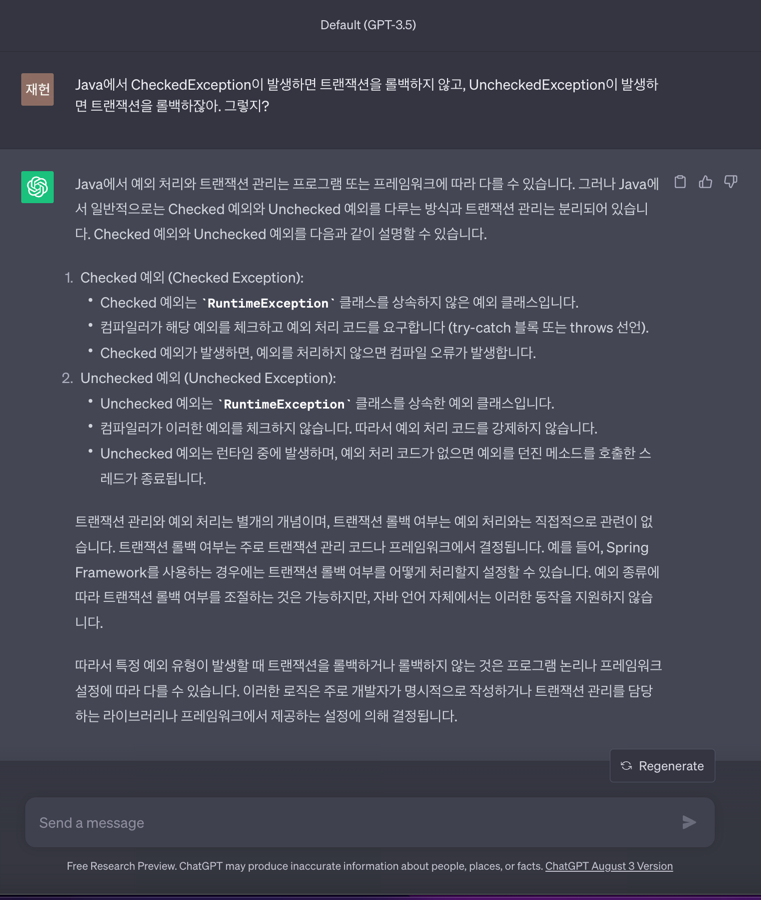 Default (GPT-3.5)
재헌
Java에서 CheckedException이 발생하면 트랜잭션을 롤백하지 않고, UncheckedException이 발생하
면 트랜잭션을 롤백하잖아. 그렇지?
Java에서 예외 처리와 트랜잭션 관리는 프로그램 또는 프레임워크에 따라 다를 수 있습니다. 그러나 Java에
서 일반적으로는 Checked 예외와 Unchecked 예외를 다루는 방식과 트랜잭션 관리는 분리되어 있습니
다. Checked 예외와 Unchecked 예외를 다음과 같이 설명할 수 있습니다.
1. Checked 예외 (Checked Exception):
• Checked 예외는 `RuntimeException` 클래스를 상속하지 않은 예외 클래스입니다.
• 컴파일러가 해당 예외를 체크하고 예외 처리 코드를 요구합니다 (try-catch 블록 또는 throws 선언).
• Checked 예외가 발생하면, 예외를 처리하지 않으면 컴파일 오류가 발생합니다.
2. Unchecked 예외 (Unchecked Exception):
• Unchecked 예외는 `RuntimeException` 클래스를 상속한 예외 클래스입니다.
• 컴파일러가 이러한 예외를 체크하지 않습니다. 따라서 예외 처리 코드를 강제하지 않습니다.
• Unchecked 예외는 런타임 중에 발생하며, 예외 처리 코드가 없으면 예외를 던진 메소드를 호출한 스
레드가 종료됩니다.
트랜잭션 관리와 예외 처리는 별개의 개념이며, 트랜잭션 롤백 여부는 예외 처리와는 직접적으로 관련이 없
습니다. 트랜잭션 롤백 여부는 주로 트랜잭션 관리 코드나 프레임워크에서 결정됩니다. 예를 들어, Spring
Framework를 사용하는 경우에는 트랜잭션 롤백 여부를 어떻게 처리할지 설정할 수 있습니다. 예외 종류에
따라 트랜잭션 롤백 여부를 조절하는 것은 가능하지만, 자바 언어 자체에서는 이러한 동작을 지원하지 않습
니다.
따라서 특정 예외 유형이 발생할 때 트랜잭션을 롤백하거나 롤백하지 않는 것은 프로그램 논리나 프레임워크
설정에 따라 다를 수 있습니다. 이러한 로직은 주로 개발자가 명시적으로 작성하거나 트랜잭션 관리를 담당
하는 라이브러리나 프레임워크에서 제공하는 설정에 의해 결정됩니다.
Regenerate
Send a message
Free Research Preview. ChatGPT may produce inaccurate information about people, places, or facts. ChatGPT August 3 Version